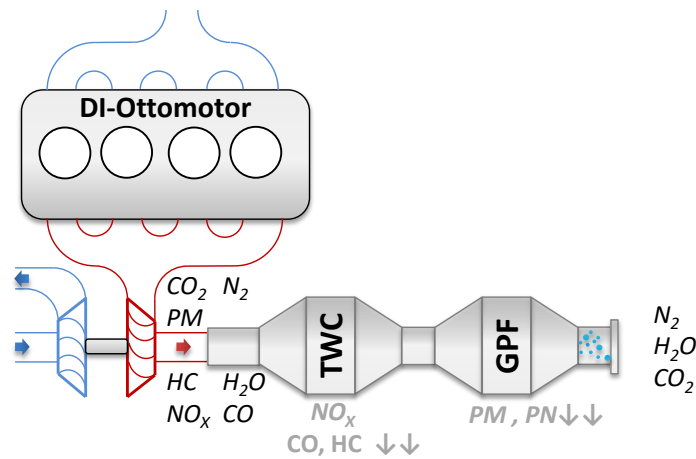 DI-Ottomotor
CO₂ N₂
PM
HC H₂O
NOₓ CO
TWC
GPF
NOₓ
CO, HC ↓↓
PM , PN↓↓
N₂
H₂O
CO₂